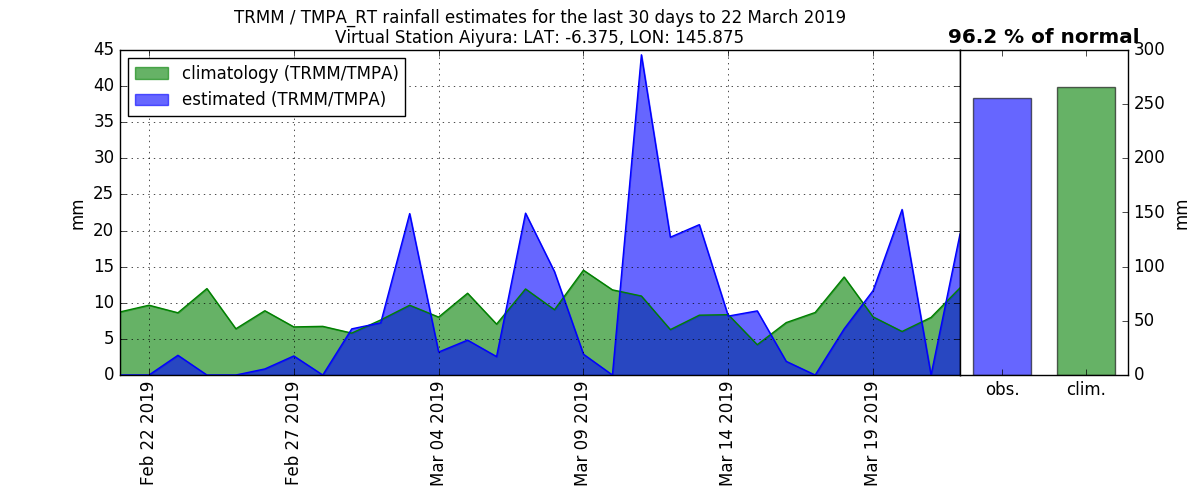 TRMM / TMPA_RT rainfall estimates for the last 30 days to 22 March 2019
Virtual Station Aiyura: LAT: -6.375, LON: 145.875
96.2 % of normal
climatology (TRMM/TMPA)
estimated (TRMM/TMPA)
45
40
35
30
25
20
15
10
5
0
mm
Feb 22 2019
Feb 27 2019
Mar 04 2019
Mar 09 2019
Mar 14 2019
Mar 19 2019
obs.
clim.
300
250
200
150
100
50
0
mm